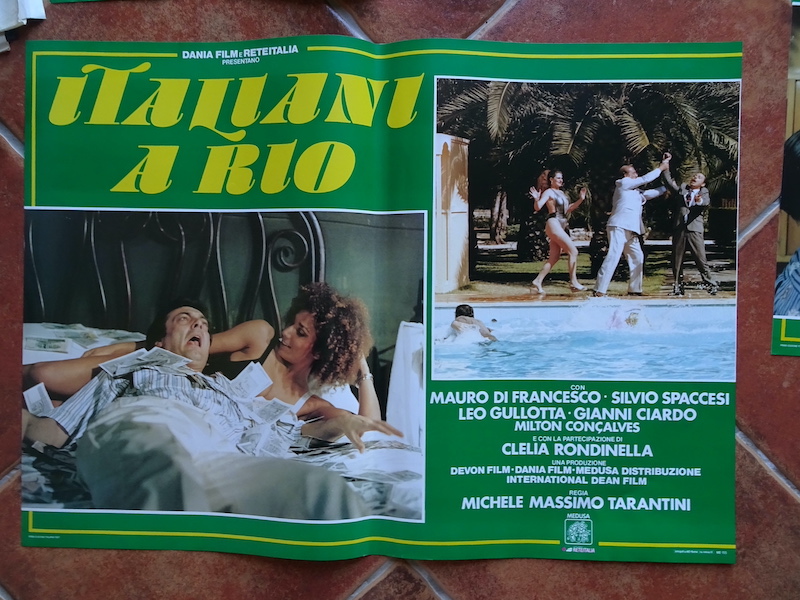 DANIA FILM E RETEITALIA
PRESENTANO
ITALIANI
A RIO
CON
MAURO DI FRANCESCO · SILVIO SPACCESI
LEO GULLOTTA · GIANNI CIARDO
MILTON CONÇALVES
E CON LA PARTECIPAZIONE DI
CLELIA RONDINELLA
UNA PRODUZIONE
DEVON FILM · DANIA FILM · MEDUSA DISTRIBUZIONE
INTERNATIONAL DEAN FILM
REGIA
MICHELE MASSIMO TARANTINI
MEDUSA
RETEITALIA